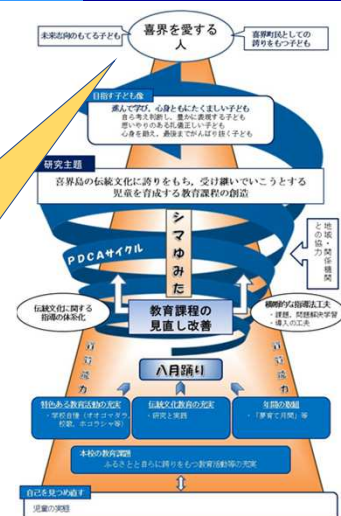 喜界を愛する
人
未来志向のもてる子ども
喜界町民としての
誇りをもつ子ども
目指す子ども像
進んで学び、心身ともにたくましい子ども
自ら考え判断し、豊かに表現する子ども
思いやりのある礼儀正しい子ども
心身を鍛え、最後までがんばり抜く子ども
研究主題
喜界島の伝統文化に誇りをもち、受け継いでいこうとする
児童を育成する教育課程の創造
シマゆみた
PDCAサイクル
地域・関係機関
との協力
伝統文化に関する
指導の体系化
教育課程の
見直し改善
・課題、問題解決学習
・導入の工夫
八月踊り
特色ある教育活動の充実
・学校自慢(オオゴマダラ、
校歌、ホコラシャ等)
伝統文化教育の充実
・研究と実践
年間の取組
・「夢育て月間」等
本校の教育課題
ふるさとと自らに誇りをもつ教育活動等の充実
自己を見つめ直す
児童の実態